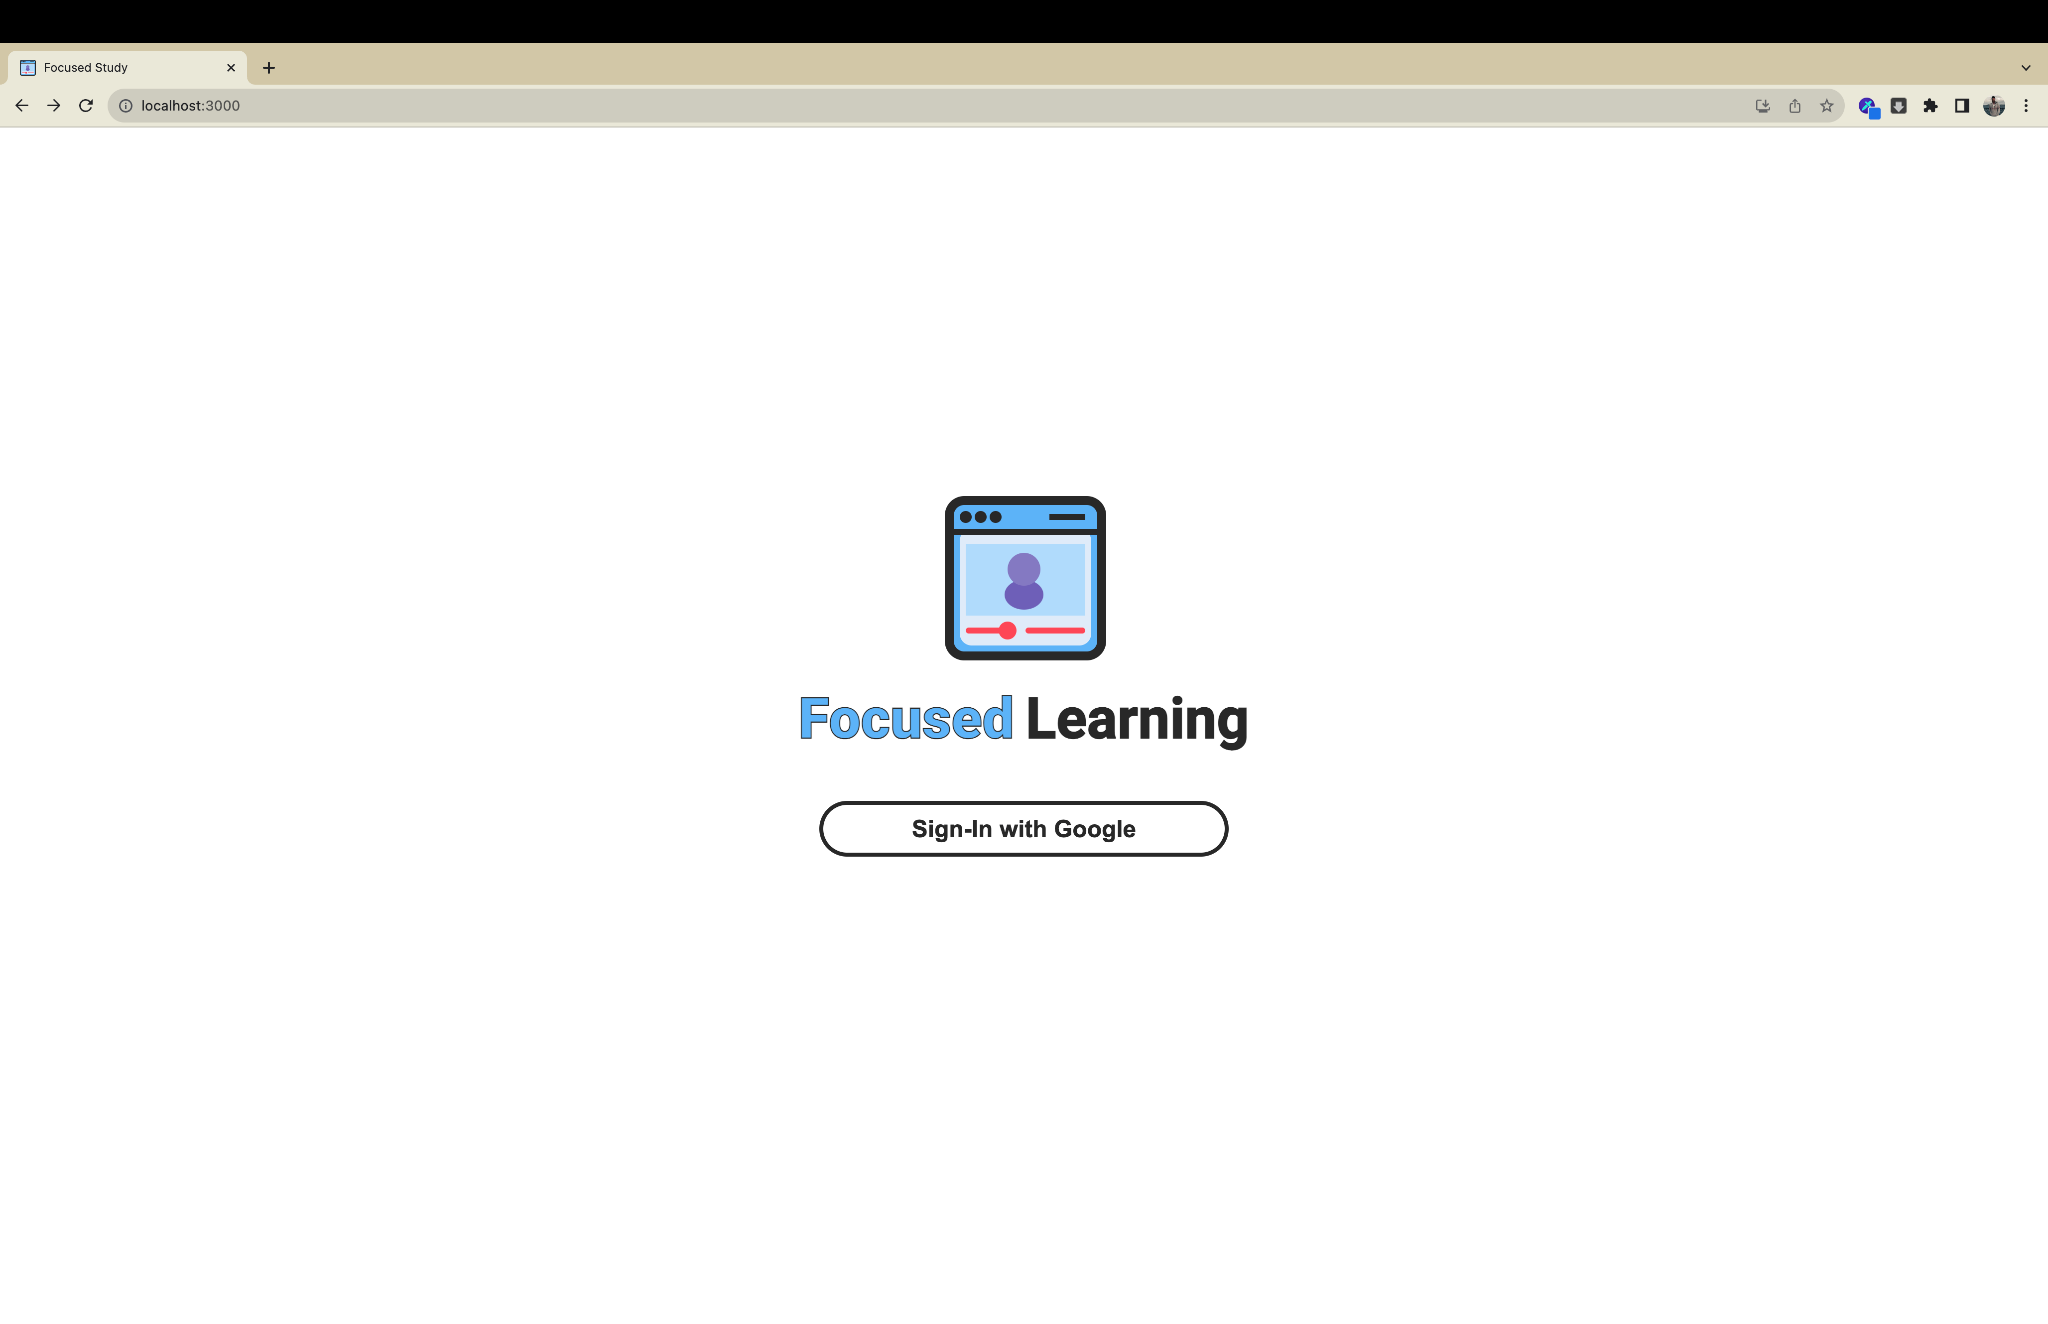 Focused Study
localhost:3000
Focused Learning
Sign-In with Google